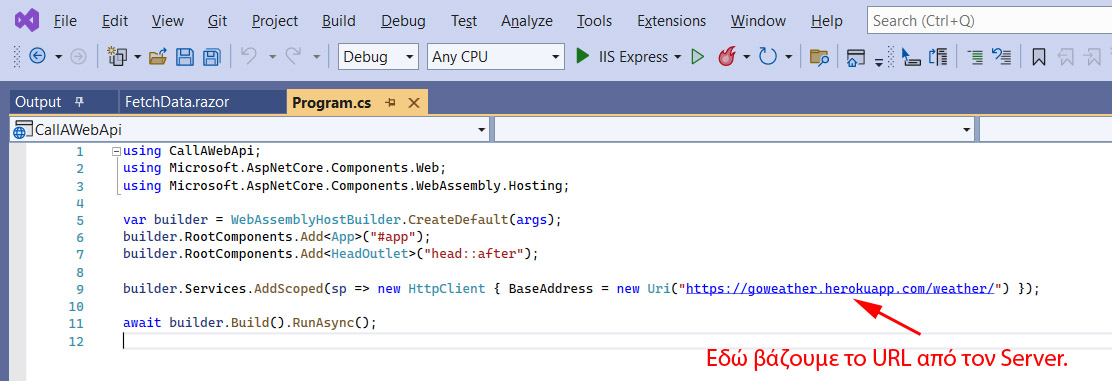 File Edit View Git Project Build Debug Test Analyze Tools Extensions Window Help Search (Ctrl+Q)
Debug Any CPU IIS Express
Output FetchData.razor Program.cs
CallAWebApi
1 using CallAWebApi;
2 using Microsoft.AspNetCore.Components.Web;
3 using Microsoft.AspNetCore.Components.WebAssembly.Hosting;
4
5 var builder = WebAssemblyHostBuilder.CreateDefault(args);
6 builder.RootComponents.Add<App>("#app");
7 builder.RootComponents.Add<HeadOutlet>("head::after");
8
9 builder.Services.AddScoped(sp => new HttpClient { BaseAddress = new Uri("https://goweather.herokuapp.com/weather/") });
10
11 await builder.Build().RunAsync();
12
Εδώ βάζουμε το URL από τον Server.